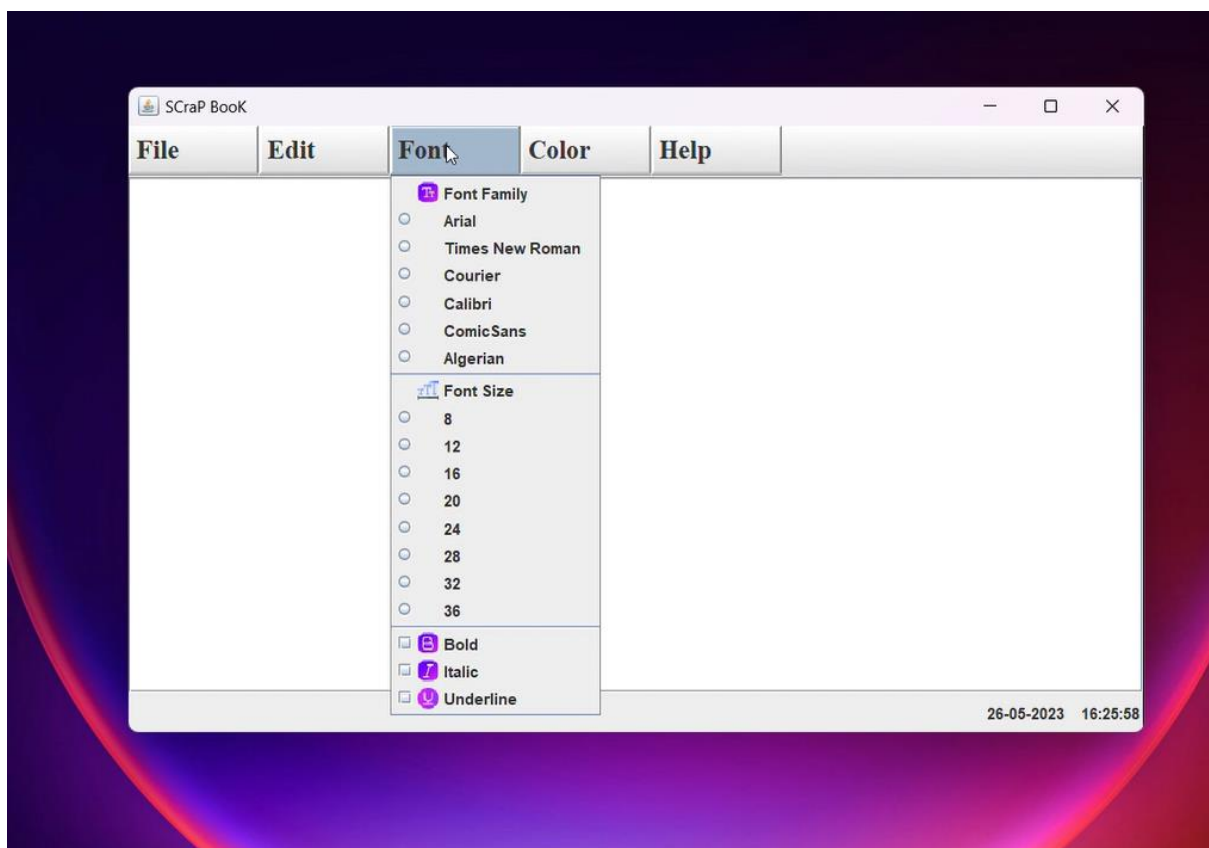 SCraP BooK
File Edit Font Color Help
Font Family
Arial
Times New Roman
Courier
Calibri
ComicSans
Algerian
Font Size
8
12
16
20
24
28
32
36
Bold
Italic
Underline
26-05-2023 16:25:58